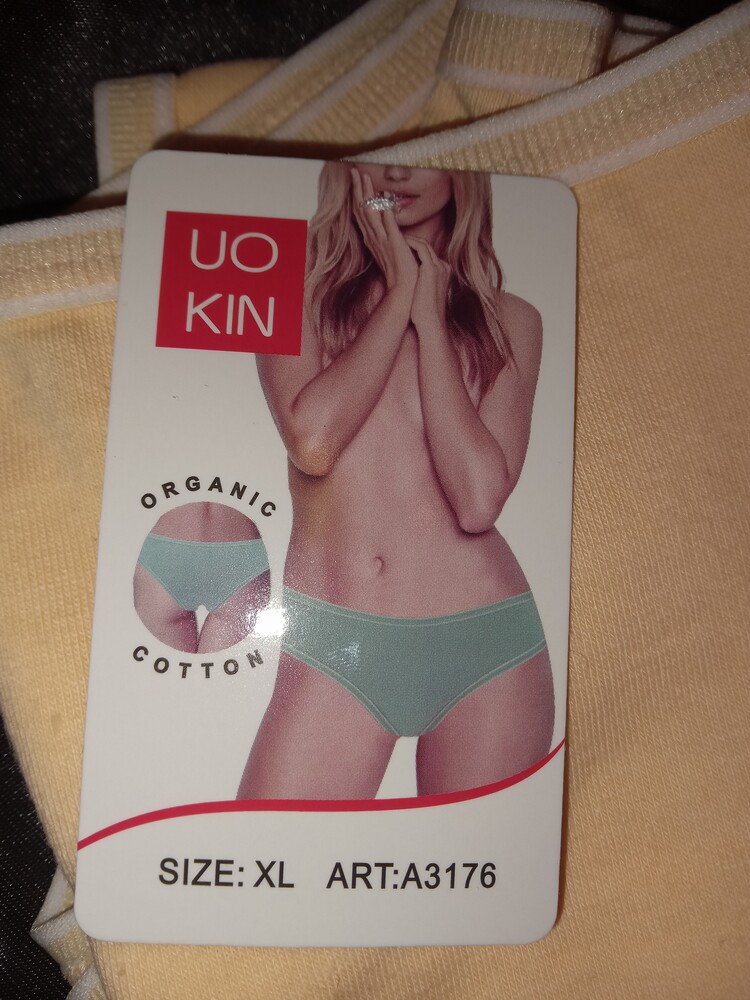 UO
KIN
ORGANIC
COTTON
SIZE: XL ART:A3176